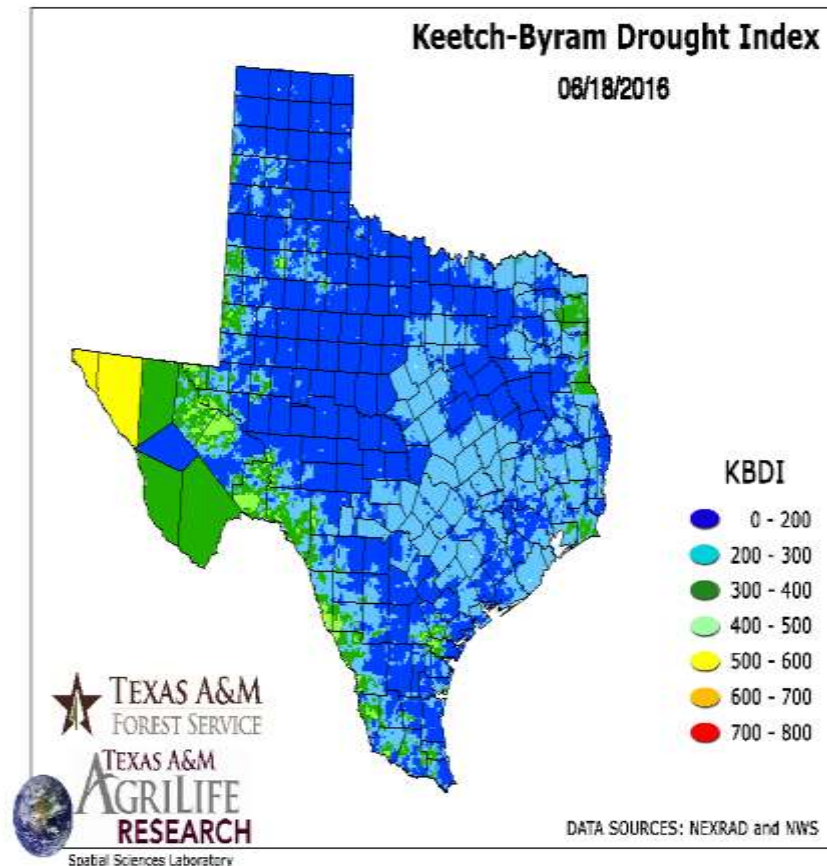 Keetch-Byram Drought Index
06/18/2016
KBDI
0 - 200
200 - 300
300 - 400
400 - 500
500 - 600
600 - 700
700 - 800
TEXAS A&M
FOREST SERVICE
TEXAS A&M
AGRILIFE
RESEARCH
Spatial Sciences Laboratory
DATA SOURCES: NEXRAD and NWS